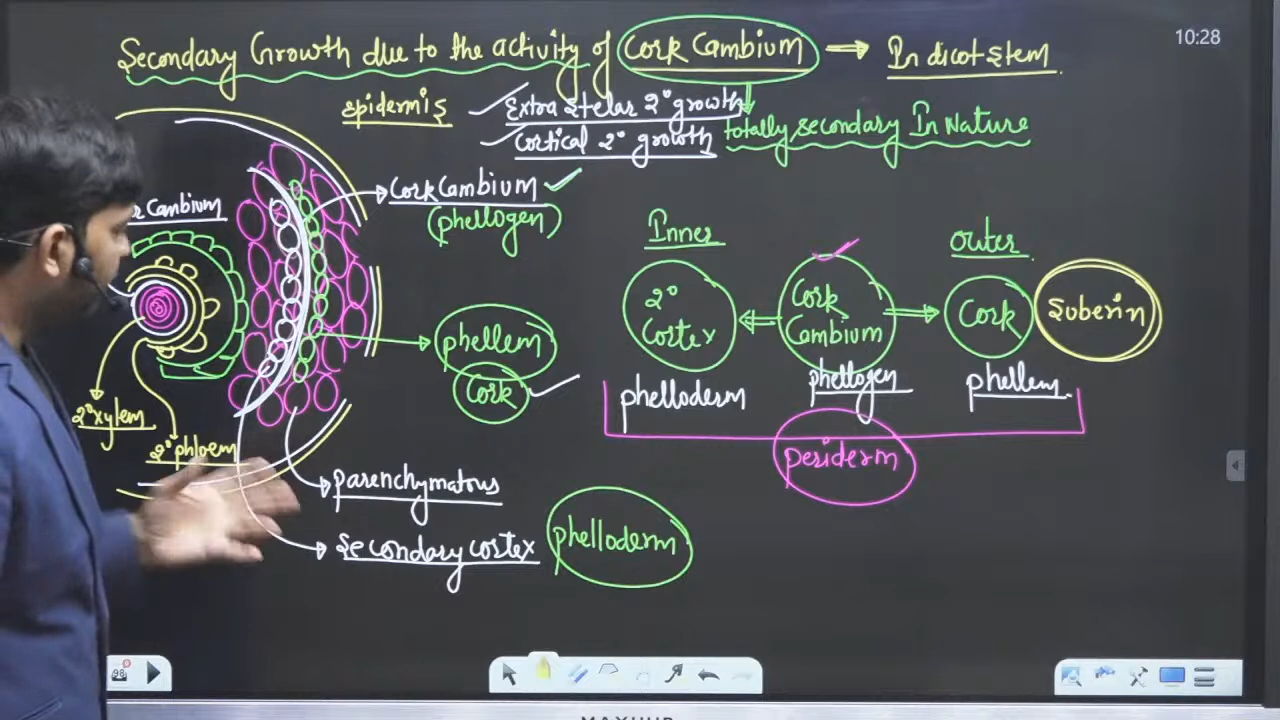 10:28
Secondary Growth due to the activity of Cork Cambium → In dicot stem
epidermis
Extra stelar 2° growth
Cortical 2° growth
totally secondary In Nature
Cambium
Cork Cambium ✓
(phellogen)
phellem
Cork
2° xylem
2° phloem
parenchymatous
Secondary cortex
phelloderm
Inner
outer
2° Cortex
Cork Cambium
Cork
Suberin
phelloderm
phellogen
phellem
periderm
98